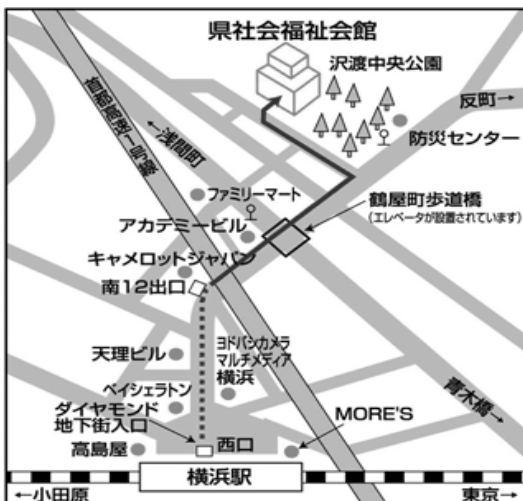 県社会福祉会館
沢渡中央公園
首都高速一号線
反町→
←浅間町
防災センター
ファミリーマート
鶴屋町歩道橋
(エレベータが設置されています)
アカデミービル
キャメロットジャパン
南12出口
天理ビル
ヨドバシカメラ
マルチメディア
横浜
ベイシェラトン
青木橋→
ダイヤモンド
地下街入口
MORE'S
高島屋
西口
横浜駅
←小田原
東京→